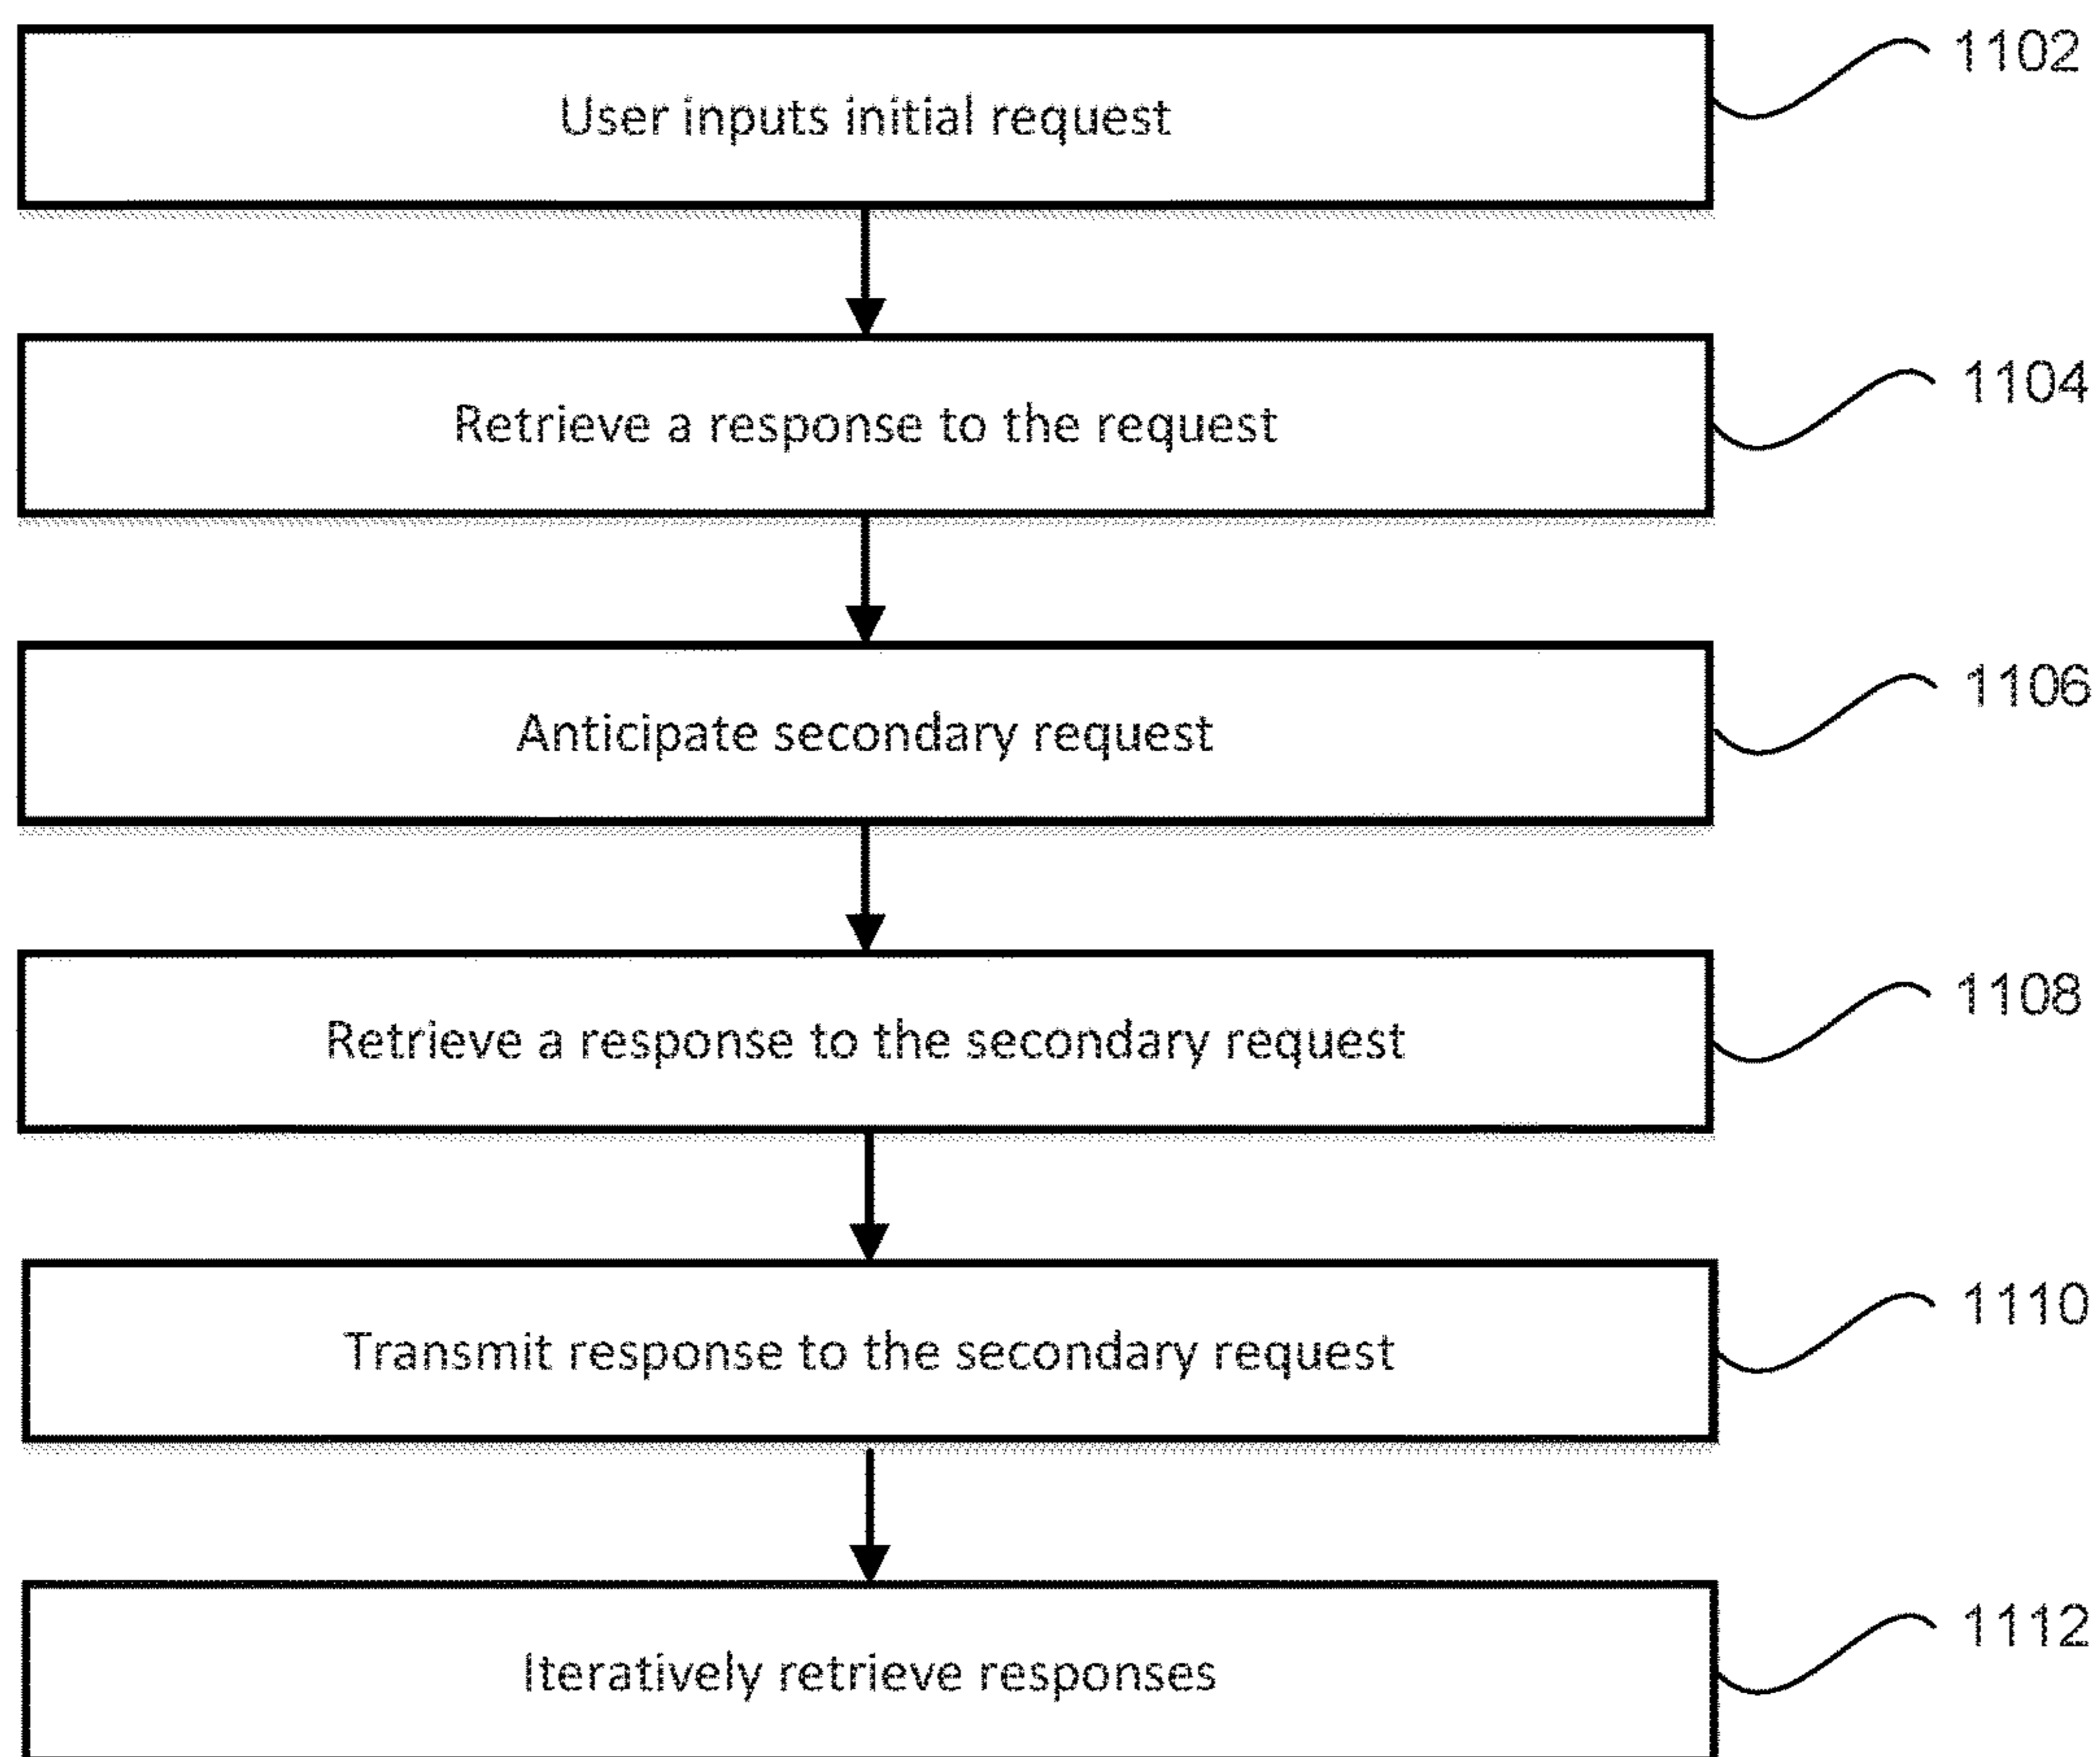 User inputs initial request 1102
Retrieve a response to the request 1104
Anticipate secondary request 1106
Retrieve a response to the secondary request 1108
Transmit response to the secondary request 1110
Iteratively retrieve responses 1112